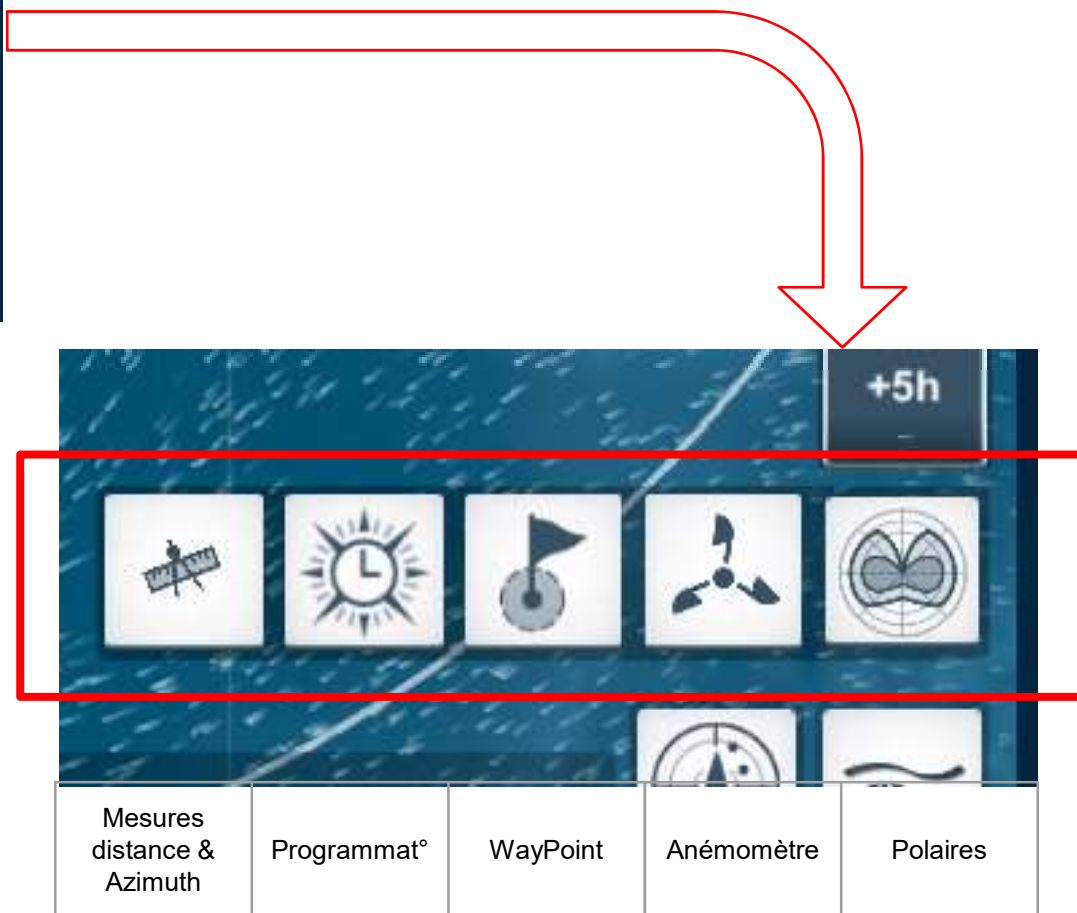 +5h
Mesures
distance &
Azimuth
Programmat°
WayPoint
Anémomètre
Polaires